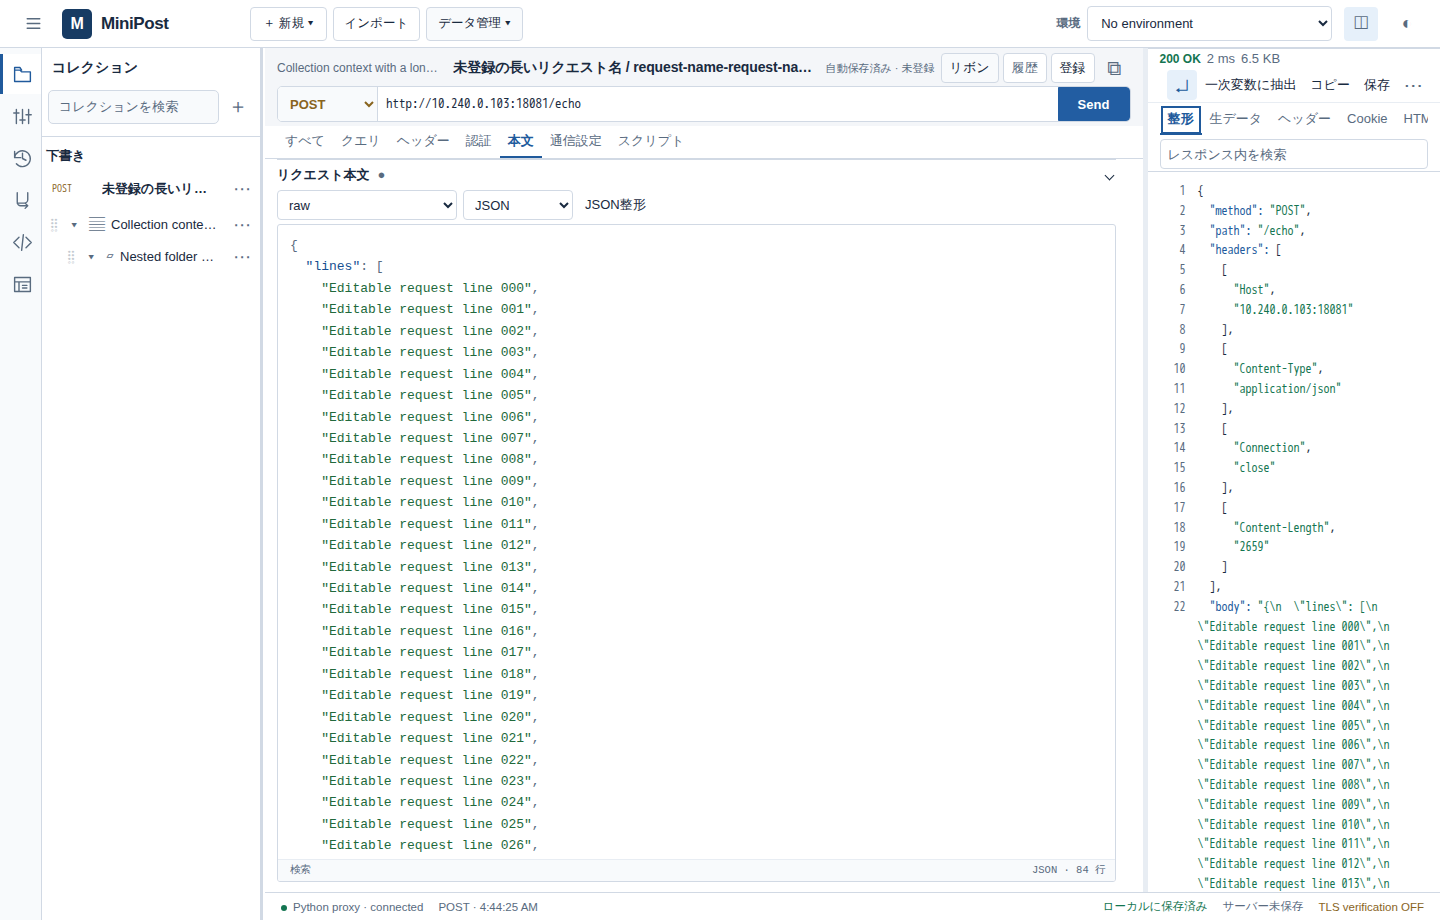 M MiniPost ＋ 新規 ▾ インポート データ管理 ▾ 環境 No environment
コレクション
コレクションを検索 +
下書き
POST 未登録の長いリ… ···
Collection conte… ···
Nested folder … ···
Collection context with a lon… 未登録の長いリクエスト名 / request-name-request-na… 自動保存済み · 未登録 リボン 履歴 登録
POST http://10.240.0.103:18081/echo Send
すべて クエリ ヘッダー 認証 本文 通信設定 スクリプト
リクエスト本文 ●
raw JSON JSON整形
{
"lines": [
"Editable request line 000",
"Editable request line 001",
"Editable request line 002",
"Editable request line 003",
"Editable request line 004",
"Editable request line 005",
"Editable request line 006",
"Editable request line 007",
"Editable request line 008",
"Editable request line 009",
"Editable request line 010",
"Editable request line 011",
"Editable request line 012",
"Editable request line 013",
"Editable request line 014",
"Editable request line 015",
"Editable request line 016",
"Editable request line 017",
"Editable request line 018",
"Editable request line 019",
"Editable request line 020",
"Editable request line 021",
"Editable request line 022",
"Editable request line 023",
"Editable request line 024",
"Editable request line 025",
"Editable request line 026",
検索 JSON · 84 行
200 OK 2 ms 6.5 KB
一次変数に抽出 コピー 保存 ···
整形 生データ ヘッダー Cookie HTM
レスポンス内を検索
1 {
2 "method": "POST",
3 "path": "/echo",
4 "headers": [
5 [
6 "Host",
7 "10.240.0.103:18081"
8 ],
9 [
10 "Content-Type",
11 "application/json"
12 ],
13 [
14 "Connection",
15 "close"
16 ],
17 [
18 "Content-Length",
19 "2659"
20 ]
21 ],
22 "body": "{\n  \"lines\": [\n
\"Editable request line 000\",\n
\"Editable request line 001\",\n
\"Editable request line 002\",\n
\"Editable request line 003\",\n
\"Editable request line 004\",\n
\"Editable request line 005\",\n
\"Editable request line 006\",\n
\"Editable request line 007\",\n
\"Editable request line 008\",\n
\"Editable request line 009\",\n
\"Editable request line 010\",\n
\"Editable request line 011\",\n
\"Editable request line 012\",\n
\"Editable request line 013\",\n
● Python proxy · connected POST · 4:44:25 AM ローカルに保存済み サーバー未保存 TLS verification OFF